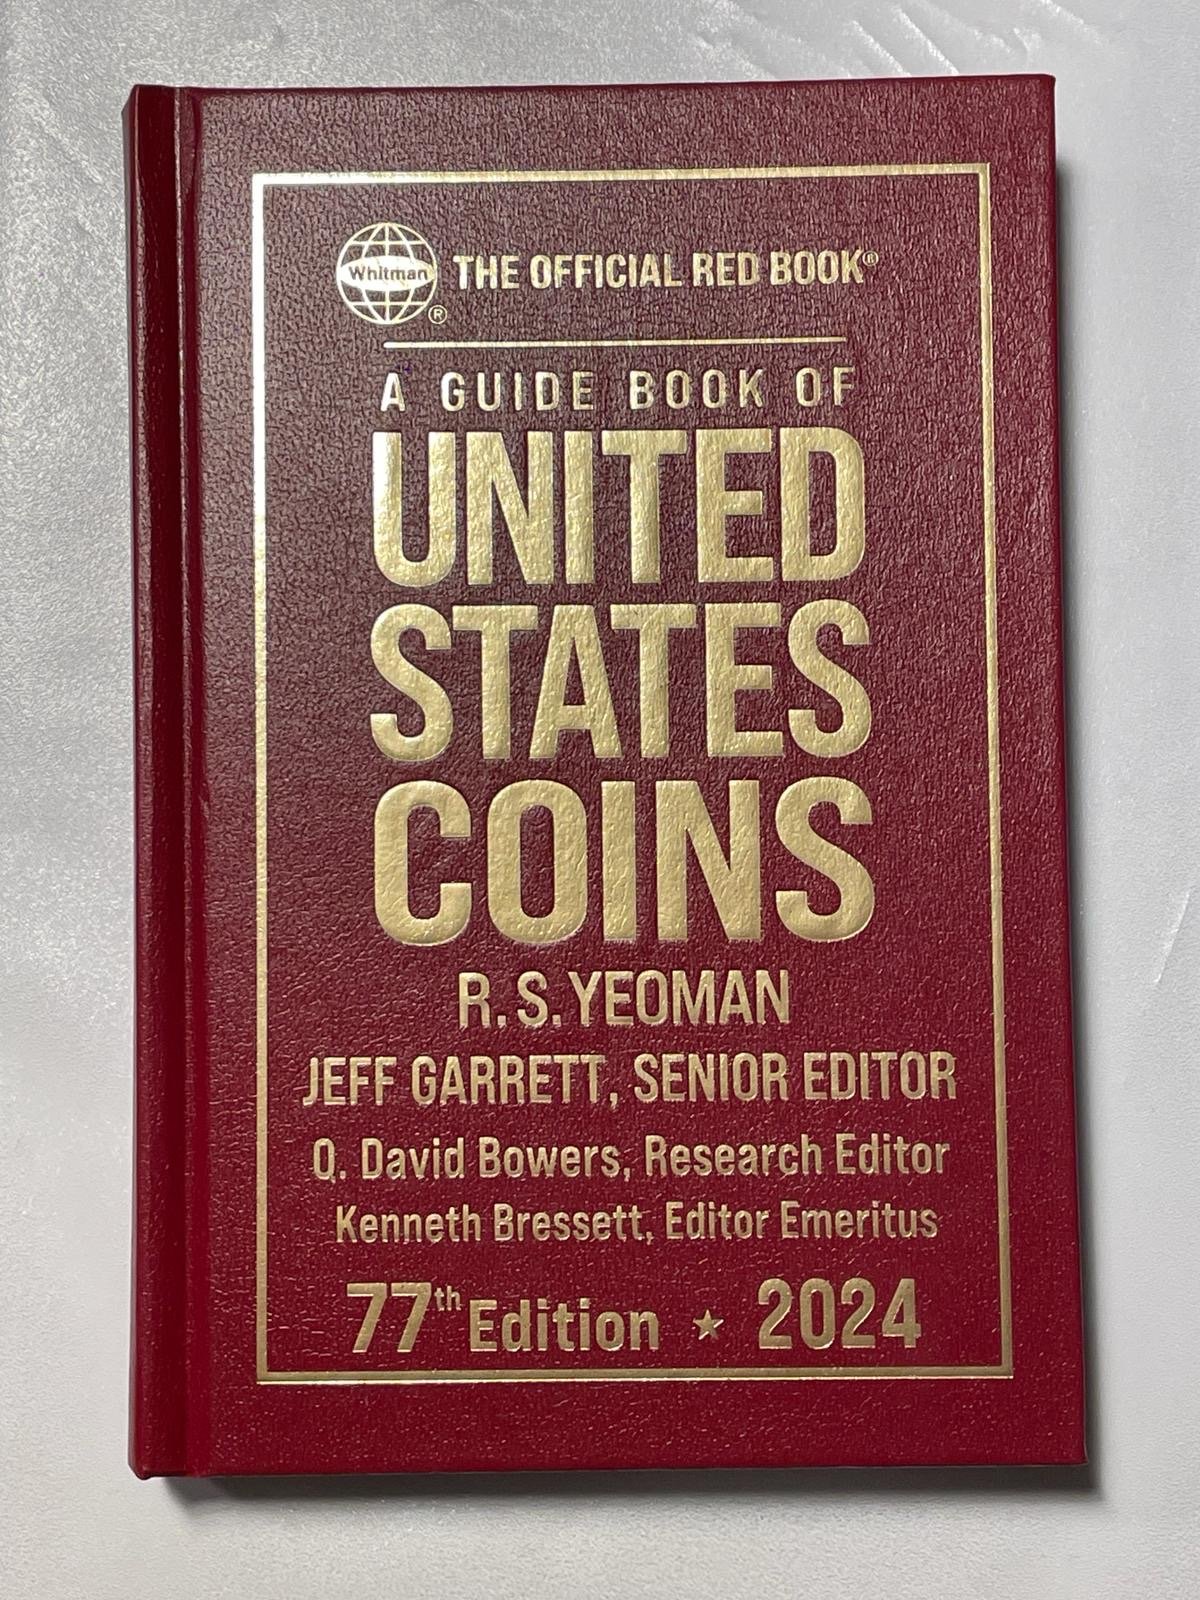 Whitman
®
THE OFFICIAL RED BOOK®
A GUIDE BOOK OF
UNITED
STATES
COINS
R. S. YEOMAN
JEFF GARRETT, SENIOR EDITOR
Q. David Bowers, Research Editor
Kenneth Bressett, Editor Emeritus
77th Edition ★ 2024